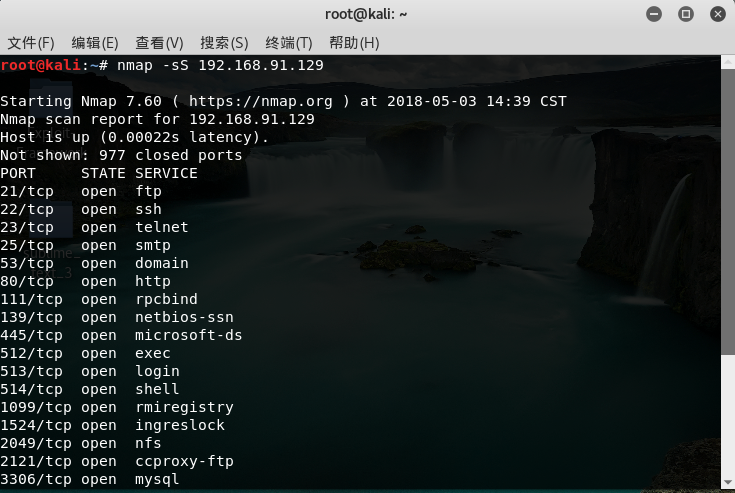 root@kali: ~
文件(F) 编辑(E) 查看(V) 搜索(S) 终端(T) 帮助(H)
root@kali:~# nmap -sS 192.168.91.129
Starting Nmap 7.60 ( https://nmap.org ) at 2018-05-03 14:39 CST
Nmap scan report for 192.168.91.129
Host is up (0.00022s latency).
Not shown: 977 closed ports
PORT     STATE SERVICE
21/tcp   open  ftp
22/tcp   open  ssh
23/tcp   open  telnet
25/tcp   open  smtp
53/tcp   open  domain
80/tcp   open  http
111/tcp  open  rpcbind
139/tcp  open  netbios-ssn
445/tcp  open  microsoft-ds
512/tcp  open  exec
513/tcp  open  login
514/tcp  open  shell
1099/tcp open  rmiregistry
1524/tcp open  ingreslock
2049/tcp open  nfs
2121/tcp open  ccproxy-ftp
3306/tcp open  mysql